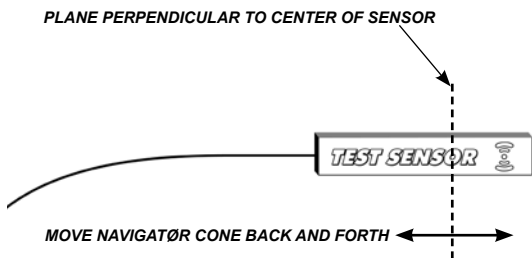 PLANE PERPENDICULAR TO CENTER OF SENSOR
TEST SENSOR
MOVE NAVIGATØR CONE BACK AND FORTH